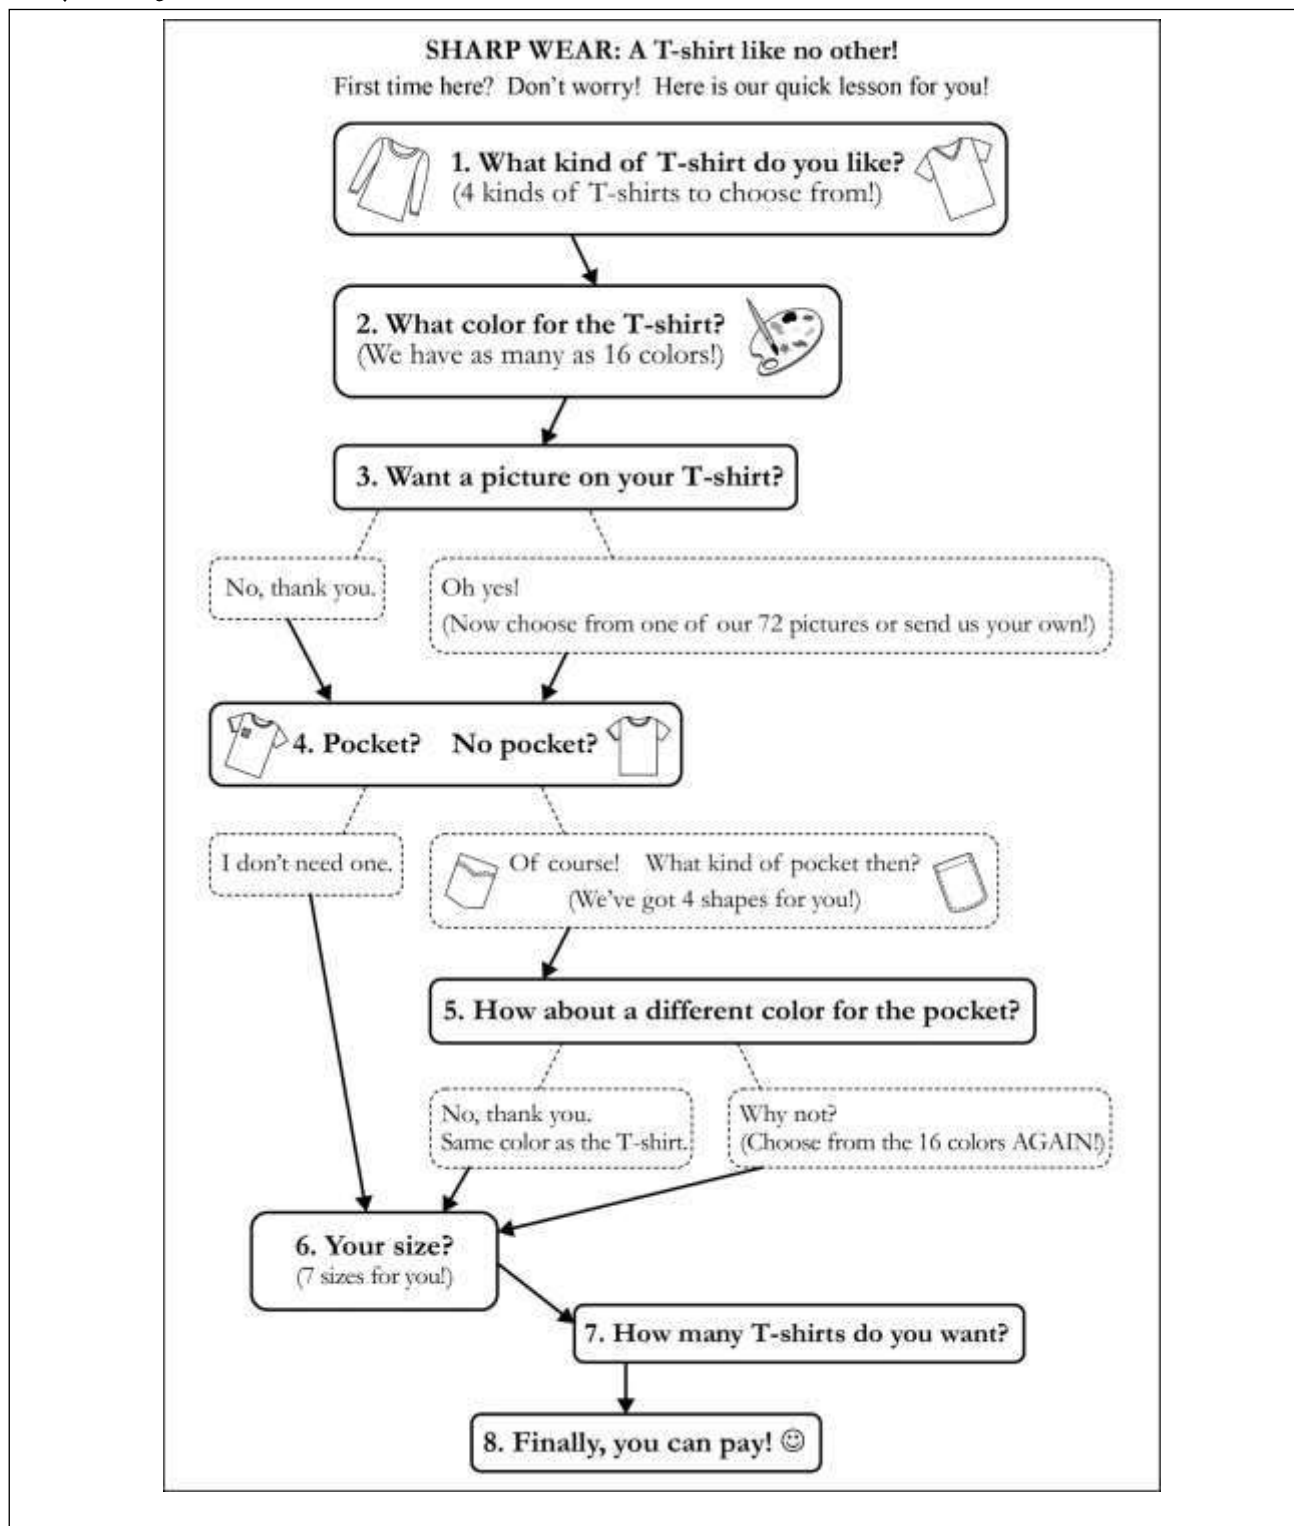 SHARP WEAR: A T-shirt like no other!
First time here? Don't worry! Here is our quick lesson for you!
1. What kind of T-shirt do you like?
(4 kinds of T-shirts to choose from!)
2. What color for the T-shirt?
(We have as many as 16 colors!)
3. Want a picture on your T-shirt?
No, thank you.
Oh yes!
(Now choose from one of our 72 pictures or send us your own!)
4. Pocket? No pocket?
I don't need one.
Of course! What kind of pocket then?
(We've got 4 shapes for you!)
5. How about a different color for the pocket?
No, thank you.
Same color as the T-shirt.
Why not?
(Choose from the 16 colors AGAIN!)
6. Your size?
(7 sizes for you!)
7. How many T-shirts do you want?
8. Finally, you can pay! ☺